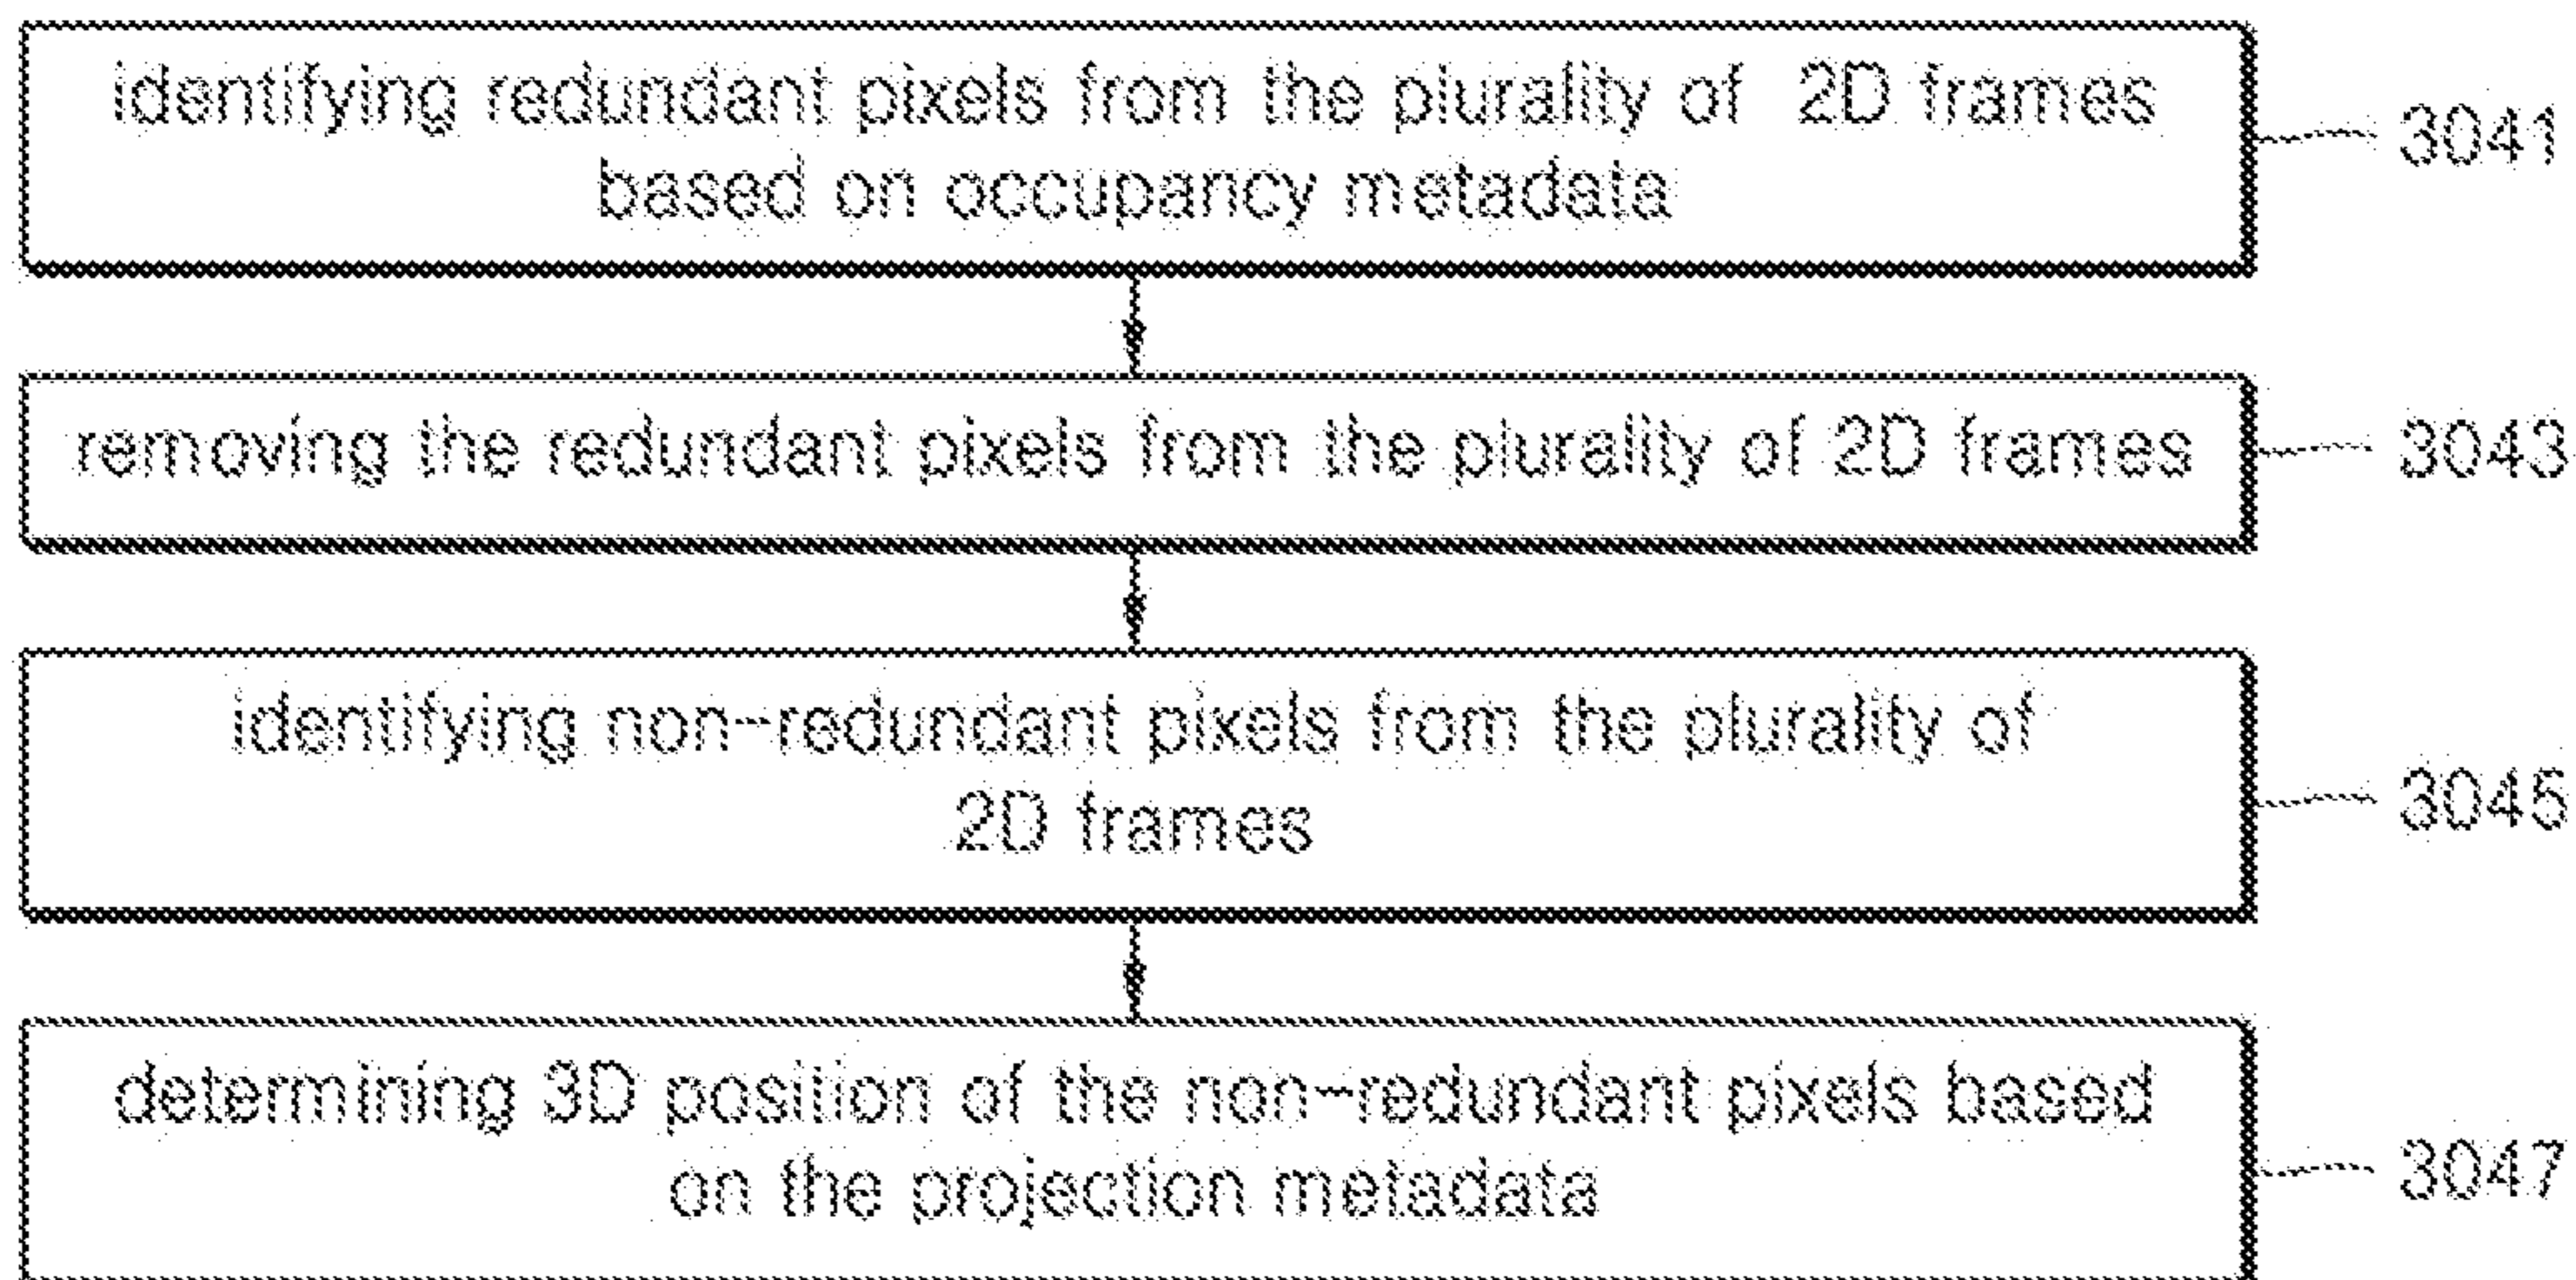 identifying redundant pixels from the plurality of 2D frames
based on occupancy metadata
3041
removing the redundant pixels from the plurality of 2D frames
3043
identifying non-redundant pixels from the plurality of
2D frames
3045
determining 3D position of the non-redundant pixels based
on the projection metadata
3047